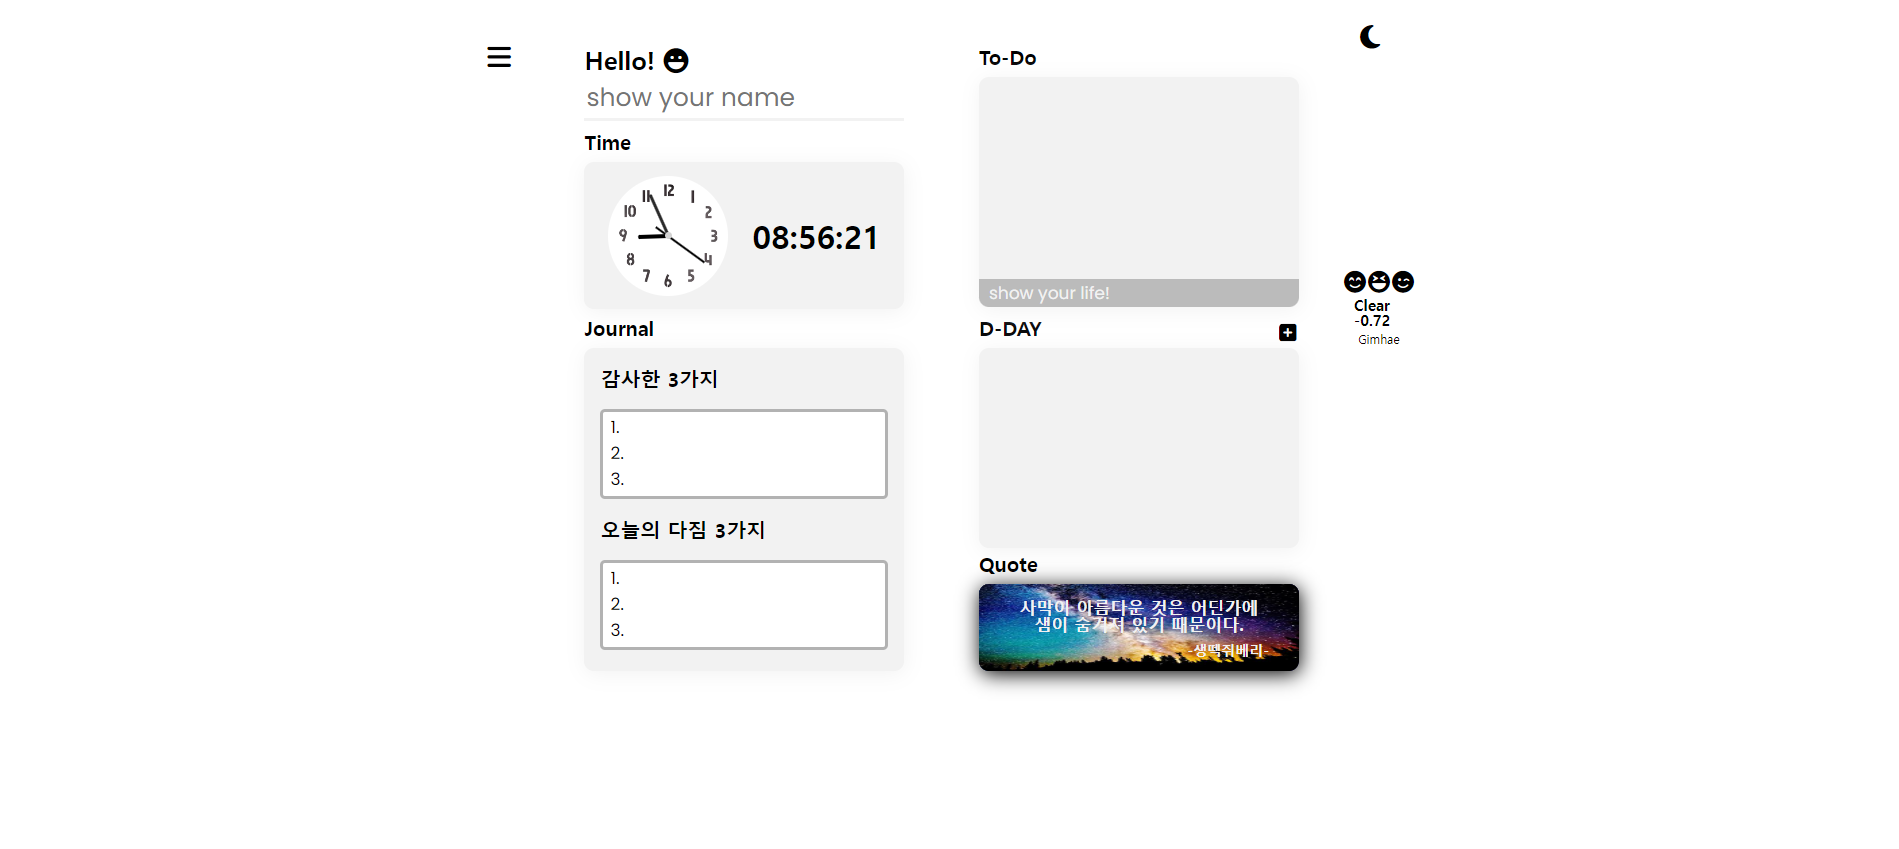 Hello!
show your name
Time
12
1
2
3
4
5
6
7
8
9
10
11
08:56:21
Journal
감사한 3가지
1.
2.
3.
오늘의 다짐 3가지
1.
2.
3.
To-Do
show your life!
D-DAY
Quote
사막이 아름다운 것은 어딘가에
샘이 숨겨져 있기 때문이다.
-생떽쥐베리-
Clear
-0.72
Gimhae